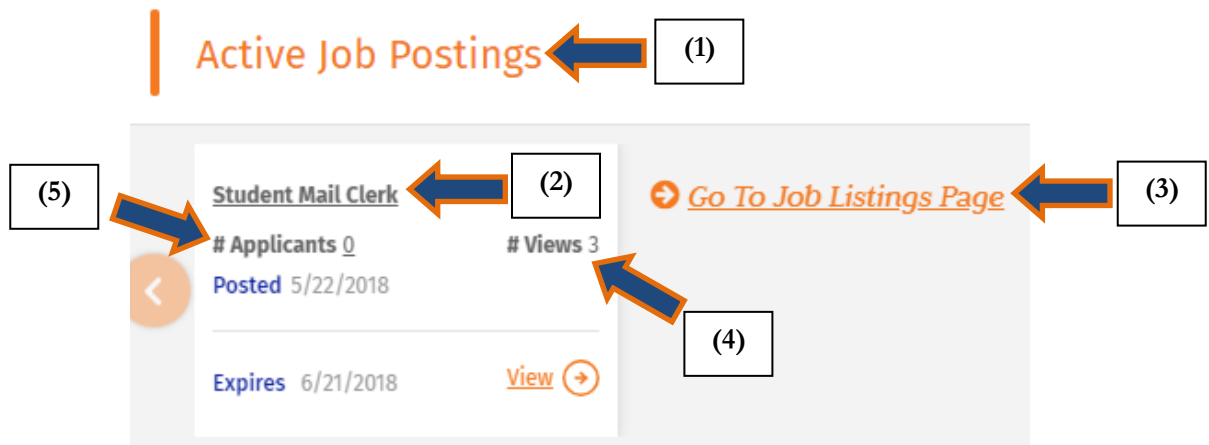 Active Job Postings
(1)
(5)
Student Mail Clerk
(2)
Go To Job Listings Page
(3)
# Applicants 0
# Views 3
Posted 5/22/2018
(4)
Expires 6/21/2018
View